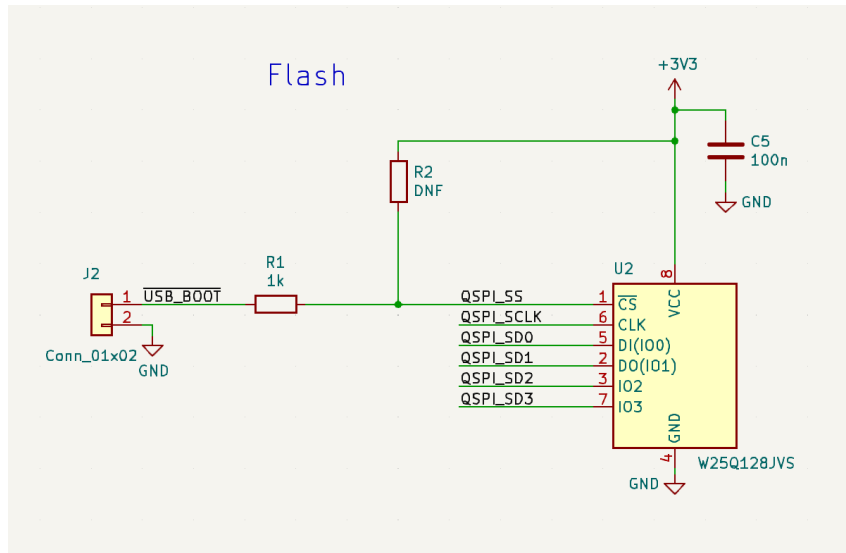 Flash
+3V3
C5
100n
GND
R2
DNF
J2
1
2
USB_BOOT
R1
1k
Conn_01x02
GND
U2
8
VCC
QSPI_SS
1
CS
QSPI_SCLK
6
CLK
QSPI_SD0
5
DI(IO0)
QSPI_SD1
2
DO(IO1)
QSPI_SD2
3
IO2
QSPI_SD3
7
IO3
GND
4
W25Q128JVS
GND